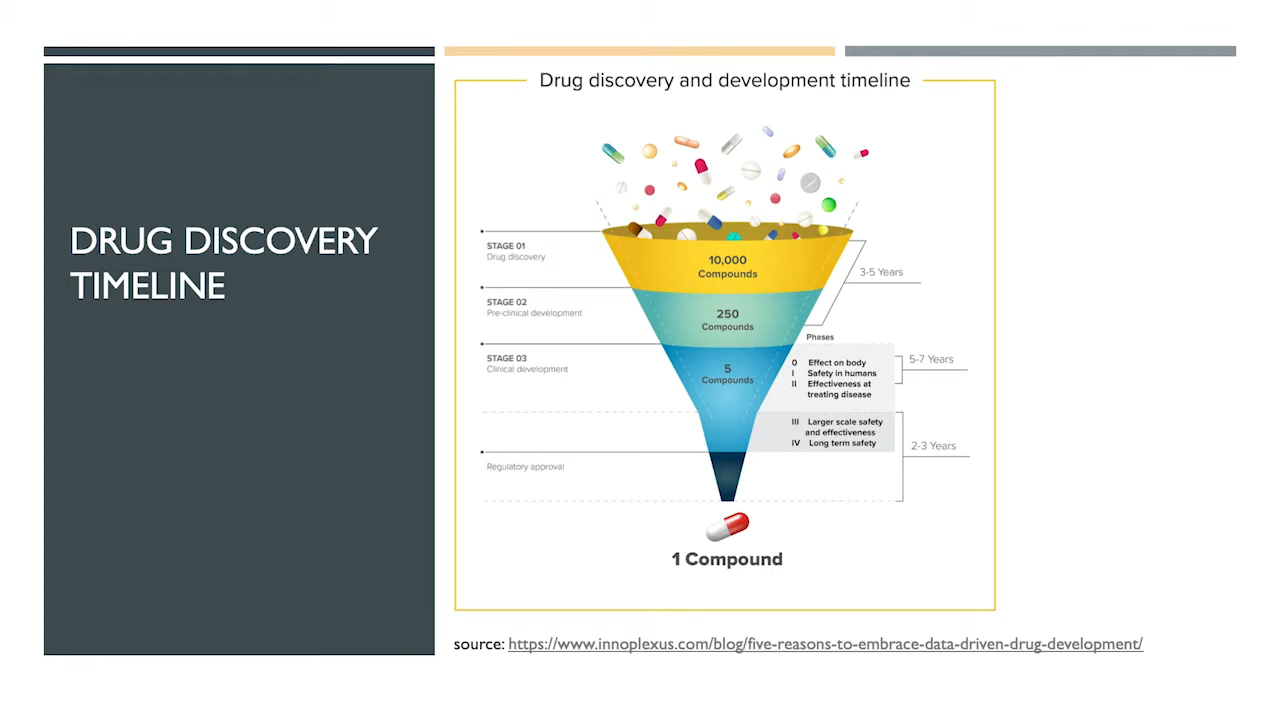 DRUG DISCOVERY
TIMELINE
Drug discovery and development timeline
STAGE 01
Drug discovery
10,000
Compounds
3-5 Years
STAGE 02
Pre-clinical development
250
Compounds
STAGE 03
Clinical development
5
Compounds
Phases
0 Effect on body
I Safety in humans
II Effectiveness at
treating disease
5-7 Years
III Larger scale safety
and effectiveness
IV Long term safety
2-3 Years
Regulatory approval
1 Compound
source: https://www.innoplexus.com/blog/five-reasons-to-embrace-data-driven-drug-development/